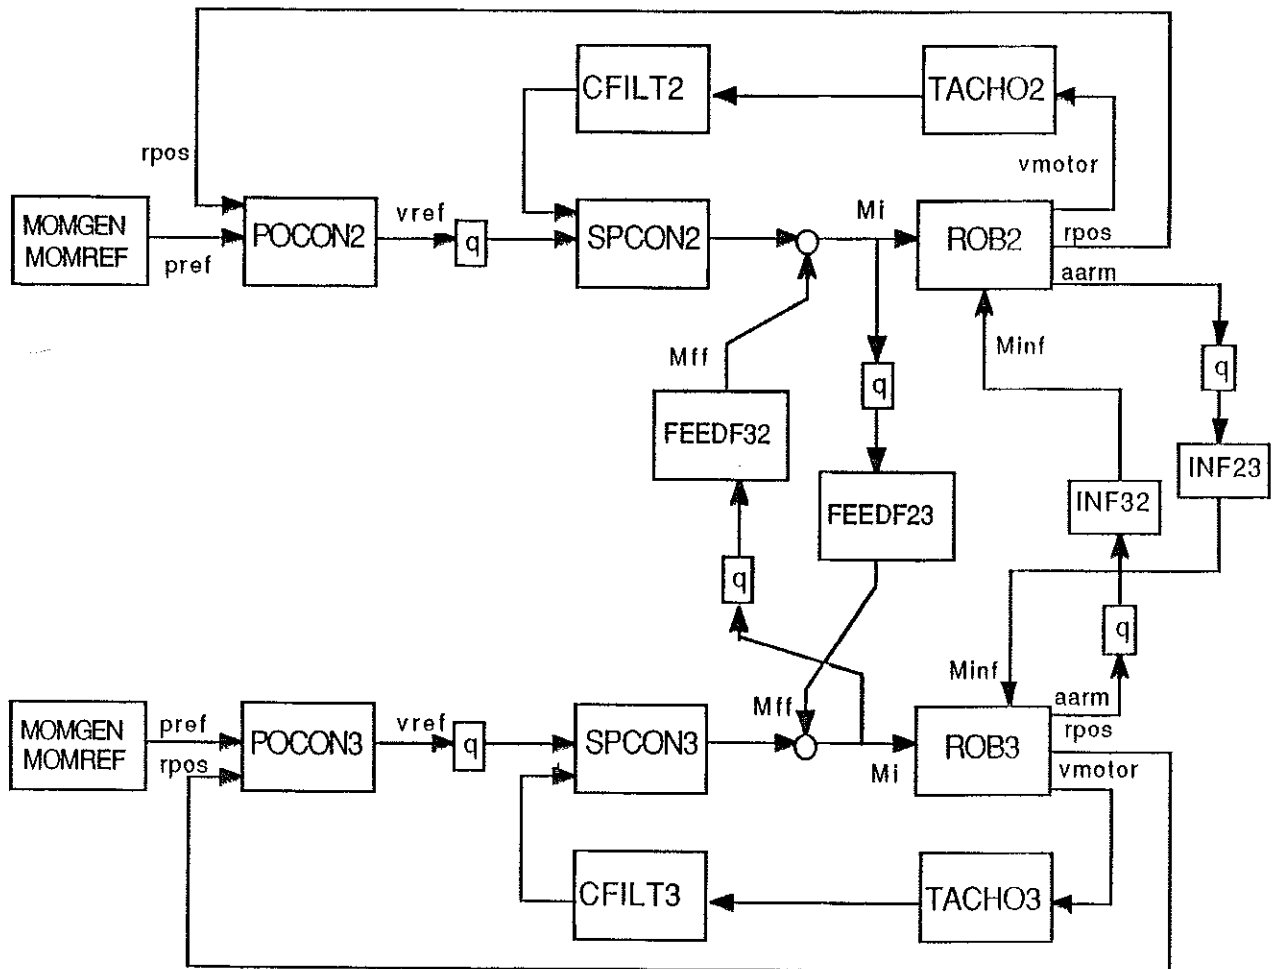 CFILT2
TACHO2
rpos
vmotor
MOMGEN
MOMREF
pref
POCON2
vref
q
SPCON2
Mi
ROB2
rpos
aarm
Mff
q
Minf
q
FEEDF32
FEEDF23
INF32
INF23
q
q
Minf
aarm
MOMGEN
MOMREF
pref
rpos
POCON3
vref
q
SPCON3
Mff
Mi
ROB3
rpos
vmotor
CFILT3
TACHO3